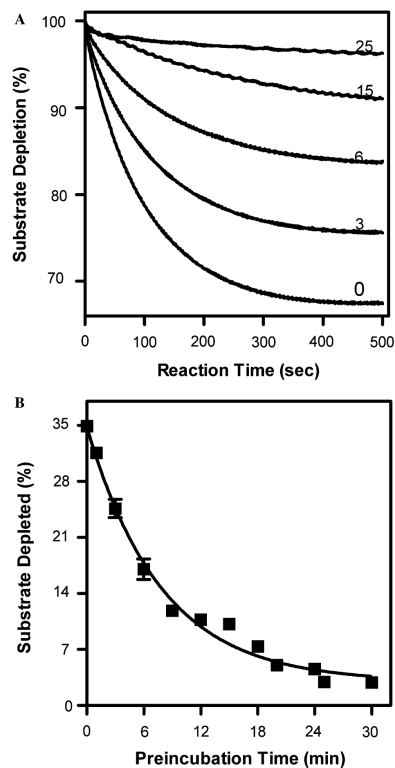 A
100
90
80
70
Substrate Depletion (%)
25
15
6
3
0
0 100 200 300 400 500
Reaction Time (sec)
B
35
28
21
14
7
0
Substrate Depleted (%)
0 6 12 18 24 30
Preincubation Time (min)